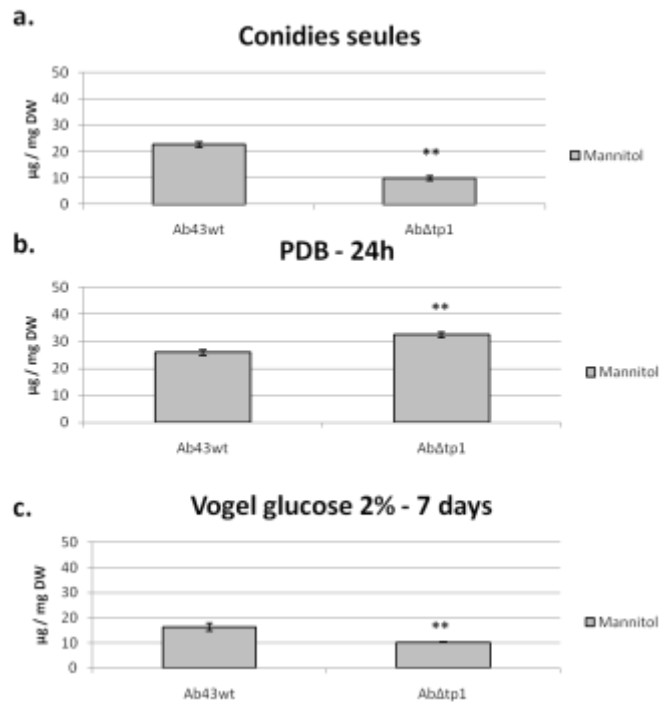 a.
Conidies seules
µg / mg DW
50
40
30
20
10
0
**
Mannitol
Ab43wt
AbΔtp1
b.
PDB - 24h
µg / mg DW
50
40
30
20
10
0
**
Mannitol
Ab43wt
AbΔtp1
c.
Vogel glucose 2% - 7 days
µg / mg DW
50
40
30
20
10
0
**
Mannitol
Ab43wt
AbΔtp1